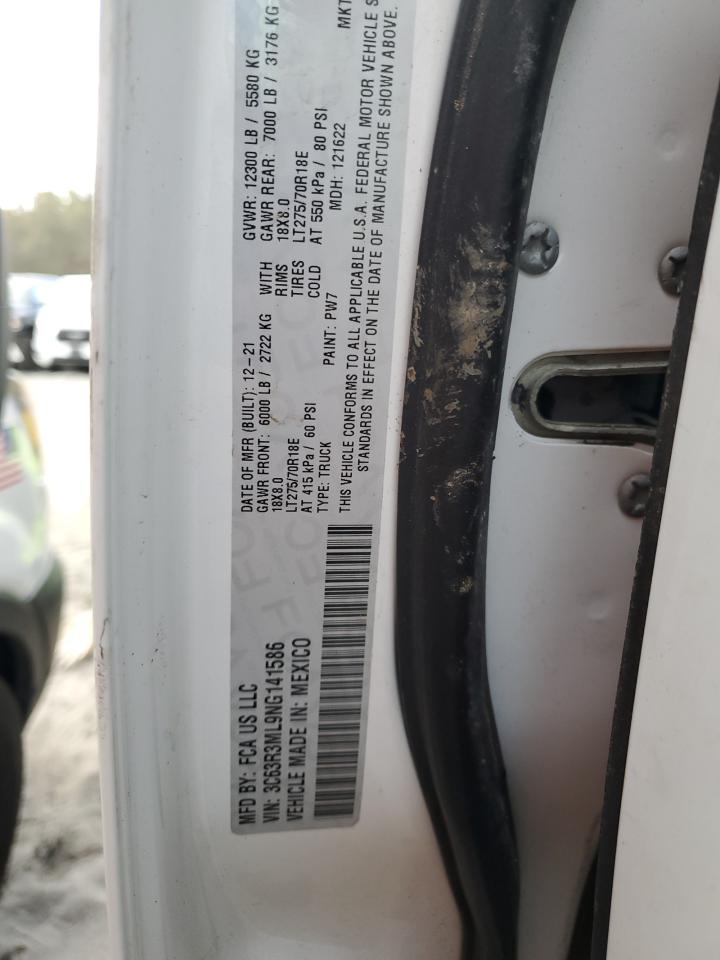 MFD BY: FCA US LLC
VIN: 3C63R3ML9NG141586
VEHICLE MADE IN: MEXICO
DATE OF MFR (BUILT): 12-21 GVWR: 12300 LB / 5580 KG
GAWR FRONT: 6000 LB / 2722 KG WITH GAWR REAR: 7000 LB / 3176 KG
18X8.0 RIMS 18X8.0
LT275/70R18E TIRES LT275/70R18E
AT 415 kPa / 60 PSI COLD AT 550 kPa / 80 PSI
TYPE: TRUCK PAINT: PW7 MDH: 121622 MKT
THIS VEHICLE CONFORMS TO ALL APPLICABLE U.S.A. FEDERAL MOTOR VEHICLE S
STANDARDS IN EFFECT ON THE DATE OF MANUFACTURE SHOWN ABOVE.